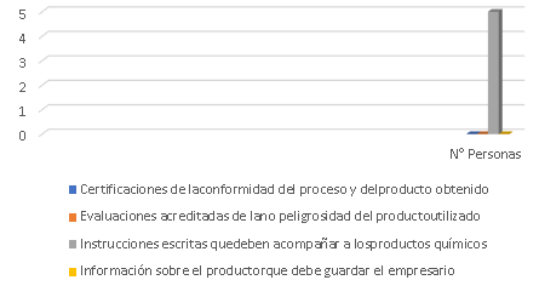 5
4
3
2
1
0
N° Personas
Certificaciones de laconformidad del proceso y delproducto obtenido
Evaluaciones acreditadas de lano peligrosidad del productoutilizado
Instrucciones escritas quedeben acompañar a losproductos químicos
Información sobre el productorque debe guardar el empresario